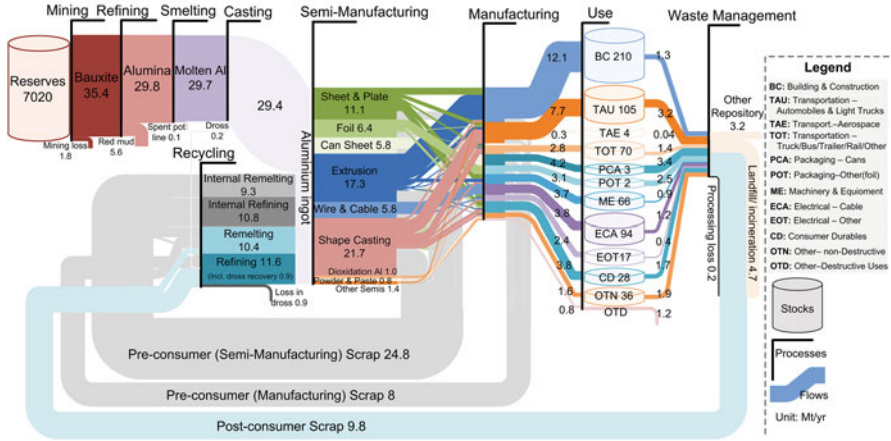 Mining Refining Smelting Casting
Semi-Manufacturing
Manufacturing
Use
Waste Management
Reserves
7020
Bauxite
35.4
Alumina
29.8
Molten Al
29.7
29.4
Mining loss
1.8
Red mud
5.6
Spent pot
line 0.1
Dross
0.2
Recycling
Internal Remelting
9.3
Internal Refining
10.8
Remelting
10.4
Refining 11.6
(Incl. dross recovery 0.9)
Loss in
dross 0.9
Aluminium ingot
Sheet & Plate
11.1
Foil 6.4
Can Sheet 5.8
Extrusion
17.3
Wire & Cable 5.8
Shape Casting
21.7
Dioxidation Al 1.0
Powder & Paste 0.8
Other Semis 1.4
12.1
7.7
0.3
2.8
4.2
3.1
3.7
3.8
2.4
3.8
1.6
0.8
BC 210
TAU 105
TAE 4
TOT 70
PCA 3
POT 2
ME 66
ECA 94
EOT17
CD 28
OTN 36
OTD
1.3
3.2
0.04
1.4
3.4
2.5
0.9
1.2
0.4
1.7
1.9
1.2
Other
Repository
3.2
Processing loss 0.2
Landfill/ incineration 4.7
Pre-consumer (Semi-Manufacturing) Scrap 24.8
Pre-consumer (Manufacturing) Scrap 8
Post-consumer Scrap 9.8
Legend
BC: Building & Construction
TAU: Transportation –
Automobiles & Light Trucks
TAE: Transport–Aerospace
TOT: Transportation –
Truck/Bus/Trailer/Rail/Other
PCA: Packaging – Cans
POT: Packaging–Other(foil)
ME: Machinery & Equioment
ECA: Electrical – Cable
EOT: Electrical – Other
CD: Consumer Durables
OTN: Other– non-Destructive
OTD: Other–Destructive Uses
Stocks
Processes
Flows
Unit: Mt/yr